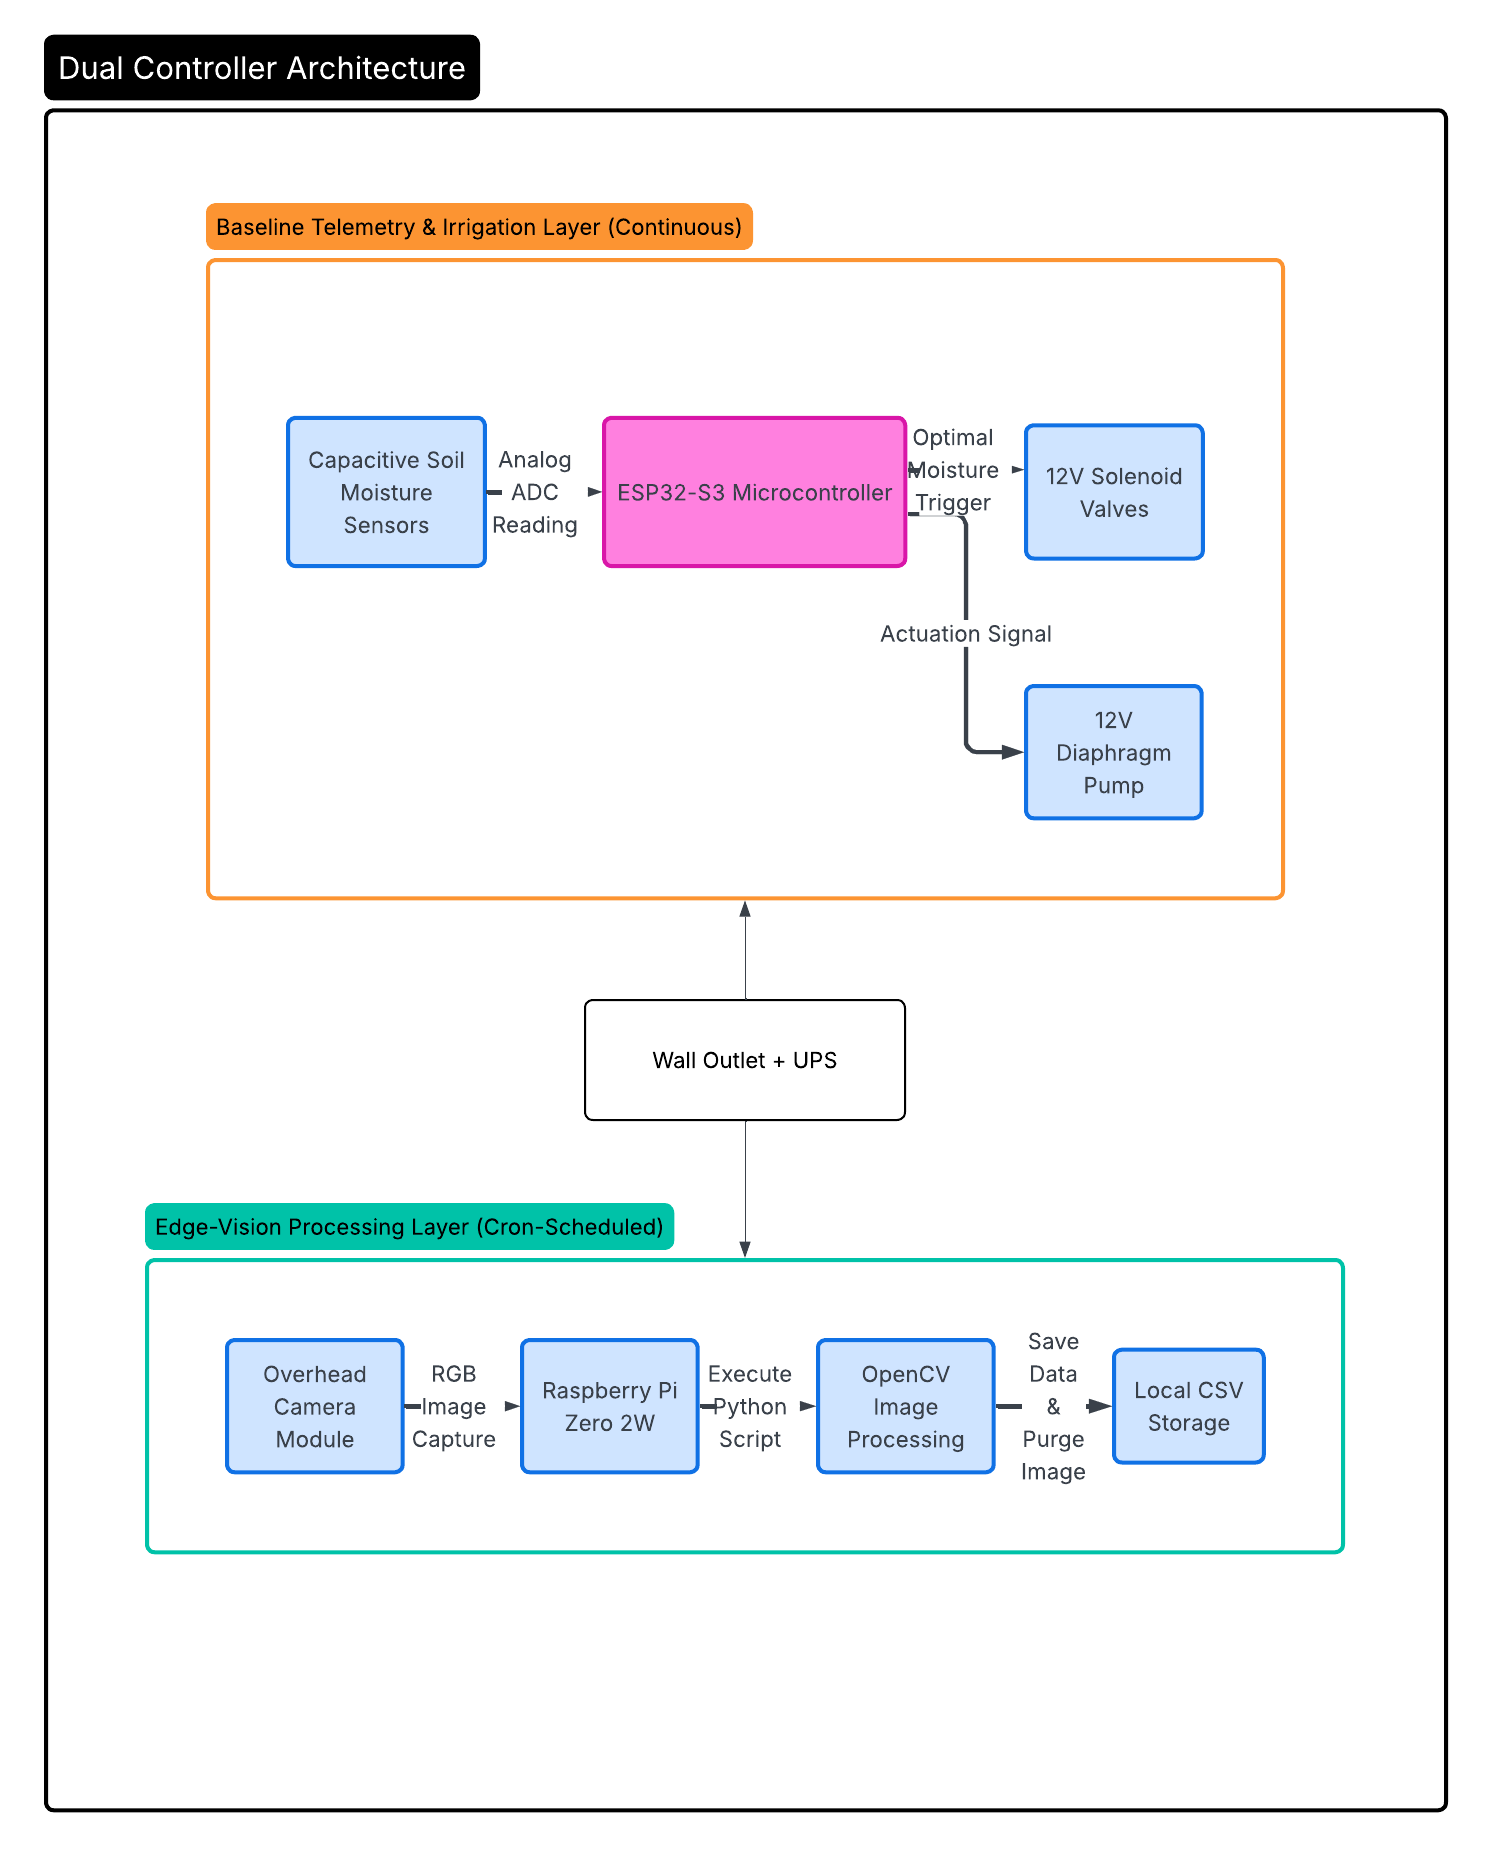 Dual Controller Architecture
Baseline Telemetry & Irrigation Layer (Continuous)
Capacitive Soil
Moisture
Sensors
Analog
ADC
Reading
ESP32-S3 Microcontroller
Optimal
Moisture
Trigger
12V Solenoid
Valves
Actuation Signal
12V
Diaphragm
Pump
Wall Outlet + UPS
Edge-Vision Processing Layer (Cron-Scheduled)
Overhead
Camera
Module
RGB
Image
Capture
Raspberry Pi
Zero 2W
Execute
Python
Script
OpenCV
Image
Processing
Save
Data
&
Purge
Image
Local CSV
Storage